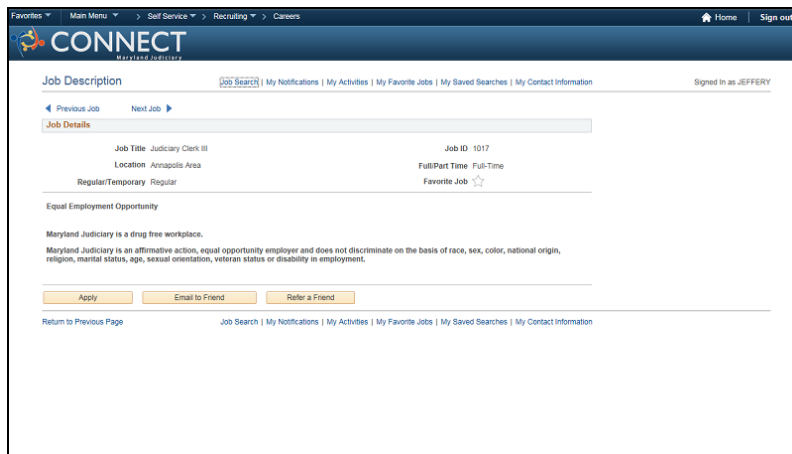 Favorites Main Menu > Self Service > Recruiting > Careers Home Sign out
CONNECT
Maryland Judiciary
Job Description Job Search | My Notifications | My Activities | My Favorite Jobs | My Saved Searches | My Contact Information Signed In as JEFFERY
Previous Job Next Job
Job Details
Job Title Judiciary Clerk III Job ID 1017
Location Annapolis Area Full/Part Time Full-Time
Regular/Temporary Regular Favorite Job
Equal Employment Opportunity
Maryland Judiciary is a drug free workplace.
Maryland Judiciary is an affirmative action, equal opportunity employer and does not discriminate on the basis of race, sex, color, national origin,
religion, marital status, age, sexual orientation, veteran status or disability in employment.
Apply Email to Friend Refer a Friend
Return to Previous Page Job Search | My Notifications | My Activities | My Favorite Jobs | My Saved Searches | My Contact Information